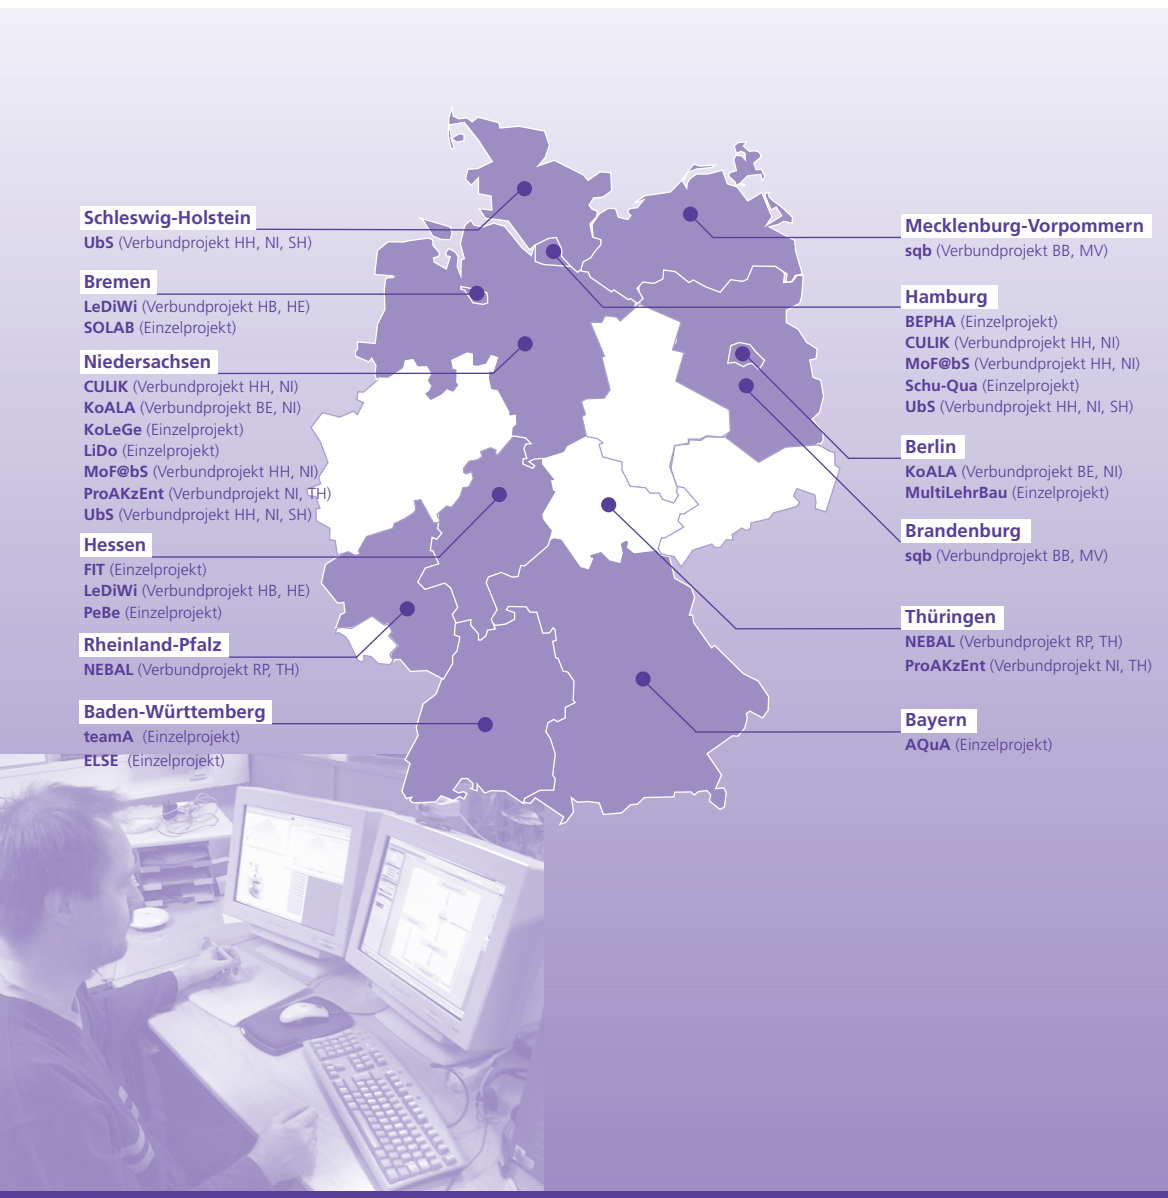 Schleswig-Holstein
UbS (Verbundprojekt HH, NI, SH)
Bremen
LeDiWi (Verbundprojekt HB, HE)
SOLAB (Einzelprojekt)
Niedersachsen
CULIK (Verbundprojekt HH, NI)
KoALA (Verbundprojekt BE, NI)
KoLeGe (Einzelprojekt)
LiDo (Einzelprojekt)
MoF@bS (Verbundprojekt HH, NI)
ProAKzEnt (Verbundprojekt NI, TH)
UbS (Verbundprojekt HH, NI, SH)
Hessen
FIT (Einzelprojekt)
LeDiWi (Verbundprojekt HB, HE)
PeBe (Einzelprojekt)
Rheinland-Pfalz
NEBAL (Verbundprojekt RP, TH)
Baden-Württemberg
teamA (Einzelprojekt)
ELSE (Einzelprojekt)
Mecklenburg-Vorpommern
sqb (Verbundprojekt BB, MV)
Hamburg
BEPHA (Einzelprojekt)
CULIK (Verbundprojekt HH, NI)
MoF@bS (Verbundprojekt HH, NI)
Schu-Qua (Einzelprojekt)
UbS (Verbundprojekt HH, NI, SH)
Berlin
KoALA (Verbundprojekt BE, NI)
MultiLehrBau (Einzelprojekt)
Brandenburg
sqb (Verbundprojekt BB, MV)
Thüringen
NEBAL (Verbundprojekt RP, TH)
ProAKzEnt (Verbundprojekt NI, TH)
Bayern
AQuA (Einzelprojekt)